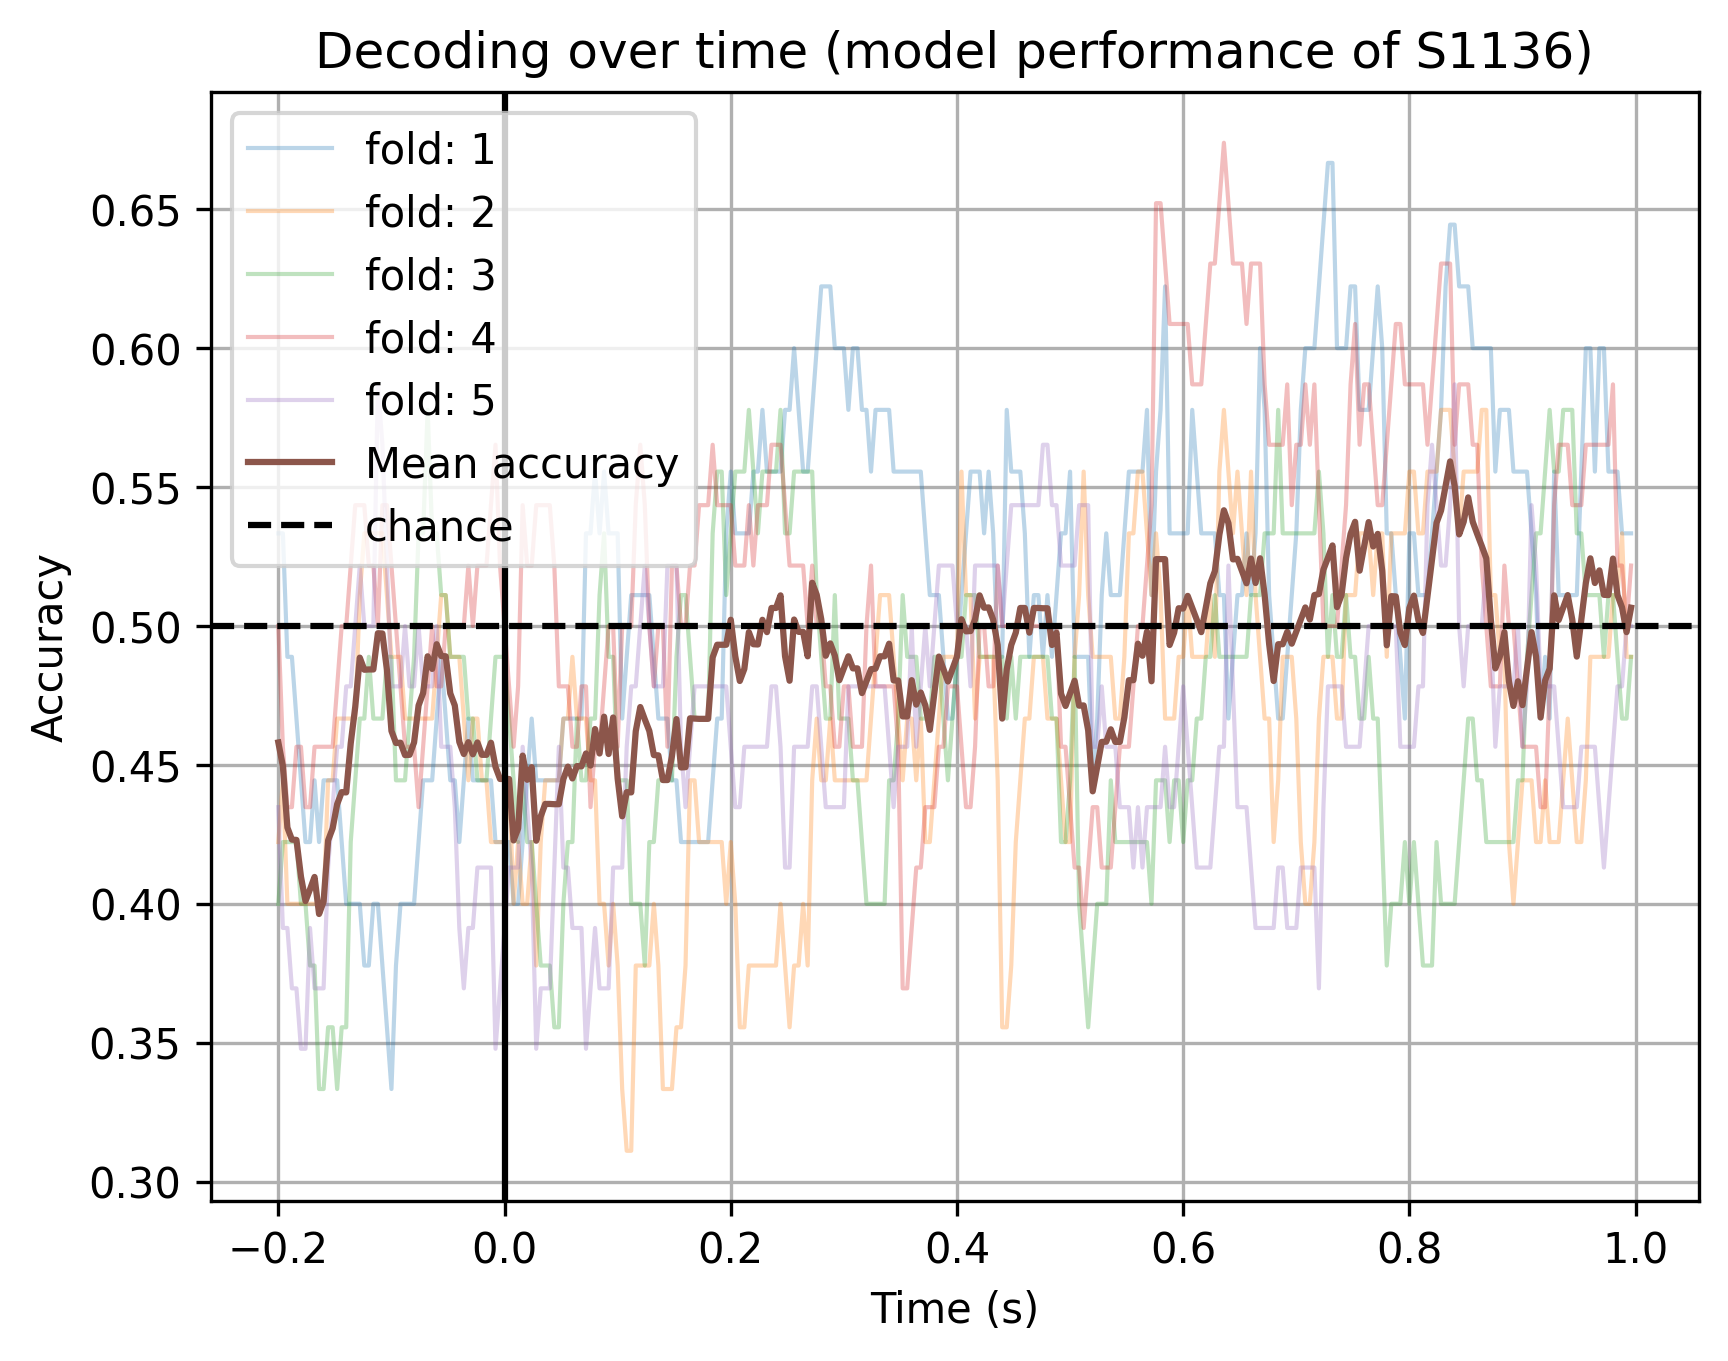 Decoding over time (model performance of S1136)
fold: 1
fold: 2
fold: 3
fold: 4
fold: 5
Mean accuracy
chance
Accuracy
0.65
0.60
0.55
0.50
0.45
0.40
0.35
0.30
−0.2 0.0 0.2 0.4 0.6 0.8 1.0
Time (s)